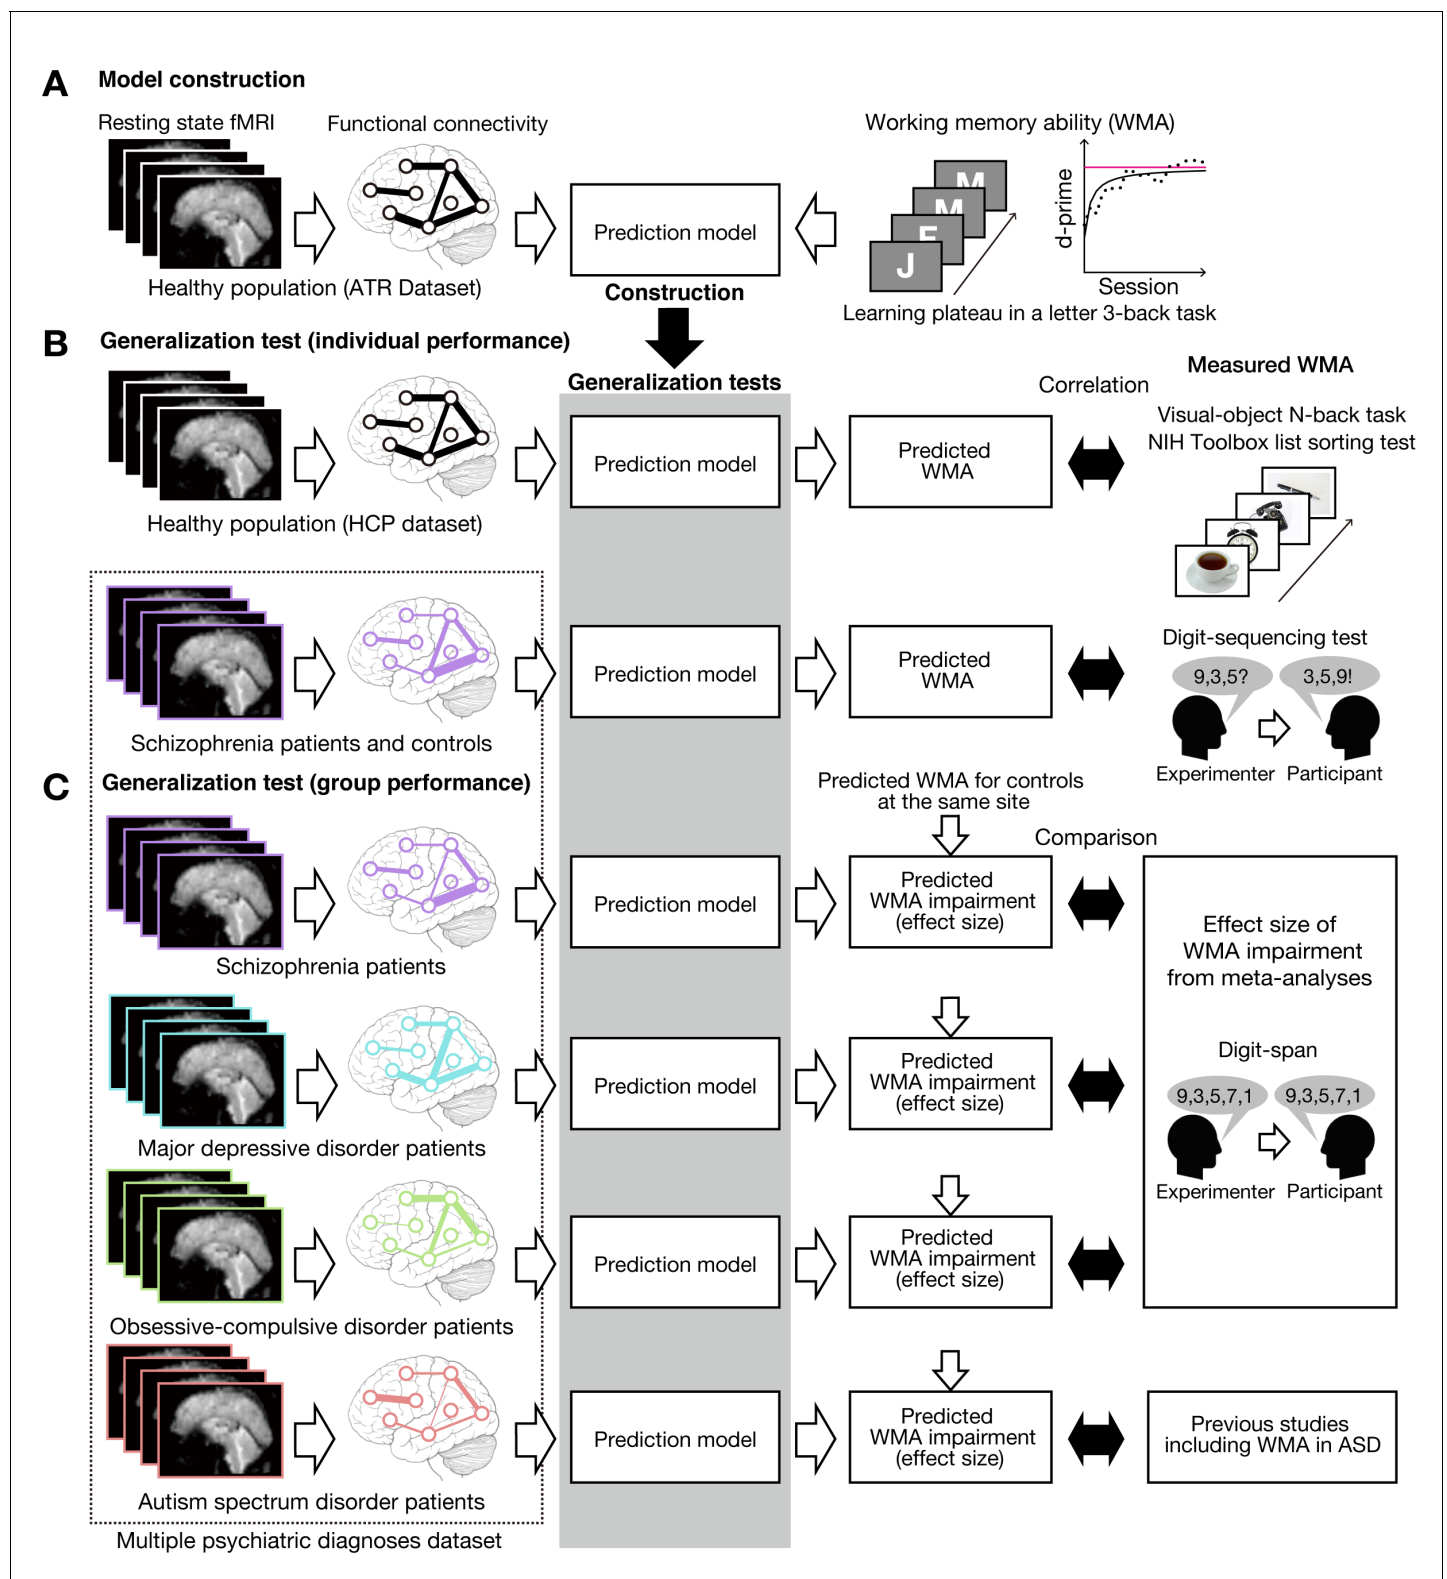 A Model construction
Resting state fMRI
Functional connectivity
Working memory ability (WMA)
Prediction model
M
M
F
J
d-prime
Session
Healthy population (ATR Dataset)
Construction
Learning plateau in a letter 3-back task
B Generalization test (individual performance)
Generalization tests
Correlation
Measured WMA
Visual-object N-back task
NIH Toolbox list sorting test
Prediction model
Predicted
WMA
Healthy population (HCP dataset)
Digit-sequencing test
9,3,5?
3,5,9!
Prediction model
Predicted
WMA
Schizophrenia patients and controls
Experimenter
Participant
C Generalization test (group performance)
Predicted WMA for controls
at the same site
Comparison
Prediction model
Predicted
WMA impairment
(effect size)
Effect size of
WMA impairment
from meta-analyses
Schizophrenia patients
Prediction model
Predicted
WMA impairment
(effect size)
Digit-span
9,3,5,7,1
9,3,5,7,1
Experimenter
Participant
Major depressive disorder patients
Prediction model
Predicted
WMA impairment
(effect size)
Obsessive-compulsive disorder patients
Prediction model
Predicted
WMA impairment
(effect size)
Previous studies
including WMA in ASD
Autism spectrum disorder patients
Multiple psychiatric diagnoses dataset